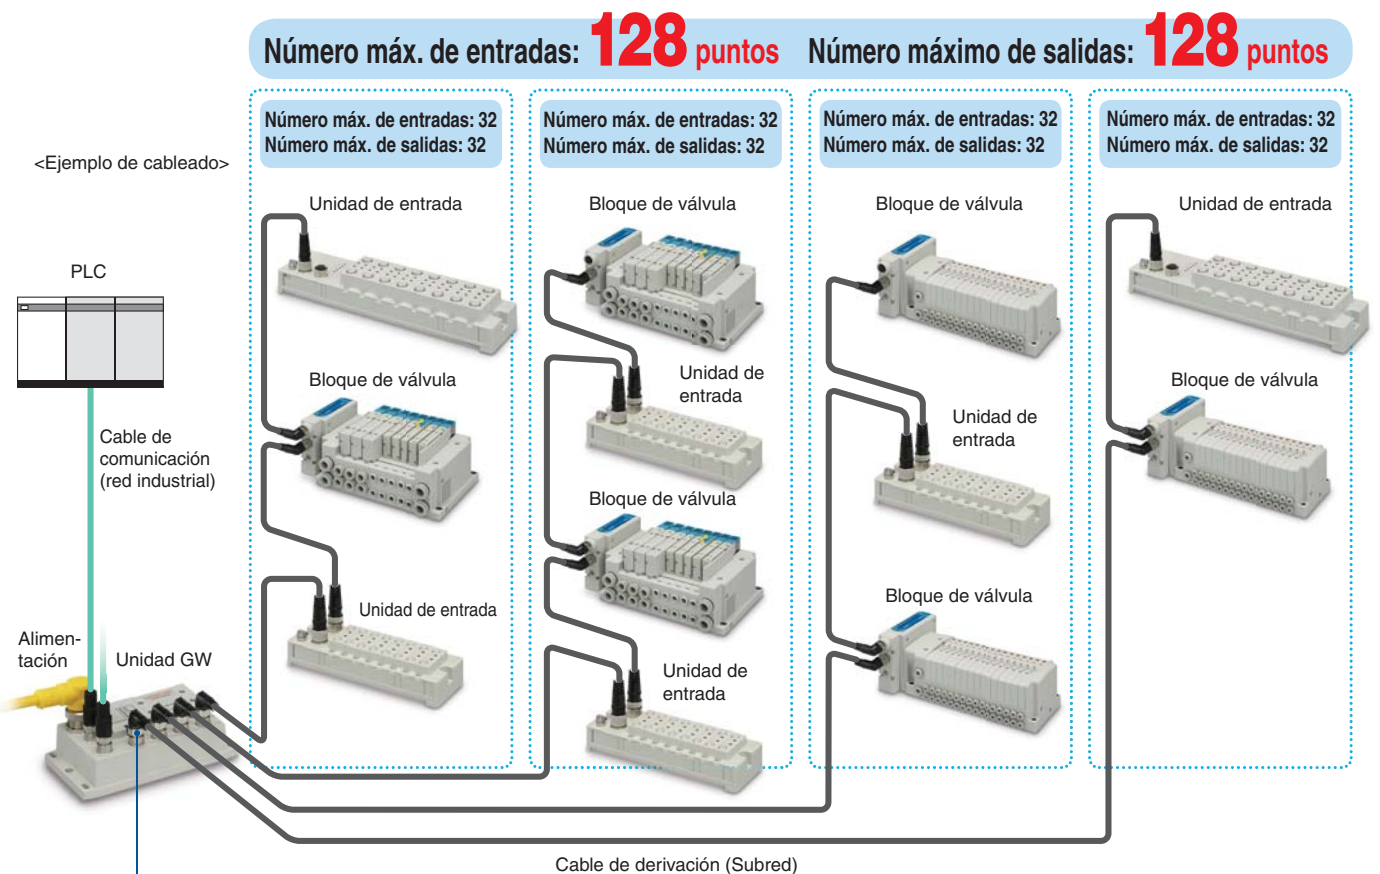 Número máx. de entradas: 128 puntos Número máximo de salidas: 128 puntos
Número máx. de entradas: 32
Número máx. de salidas: 32
Número máx. de entradas: 32
Número máx. de salidas: 32
Número máx. de entradas: 32
Número máx. de salidas: 32
Número máx. de entradas: 32
Número máx. de salidas: 32
<Ejemplo de cableado>
PLC
Cable de
comunicación
(red industrial)
Alimen-
tación
Unidad GW
Unidad de entrada
Bloque de válvula
Unidad de entrada
Bloque de válvula
Unidad de
entrada
Bloque de válvula
Unidad de
entrada
Bloque de válvula
Unidad de
entrada
Bloque de válvula
Unidad de entrada
Bloque de válvula
Cable de derivación (Subred)